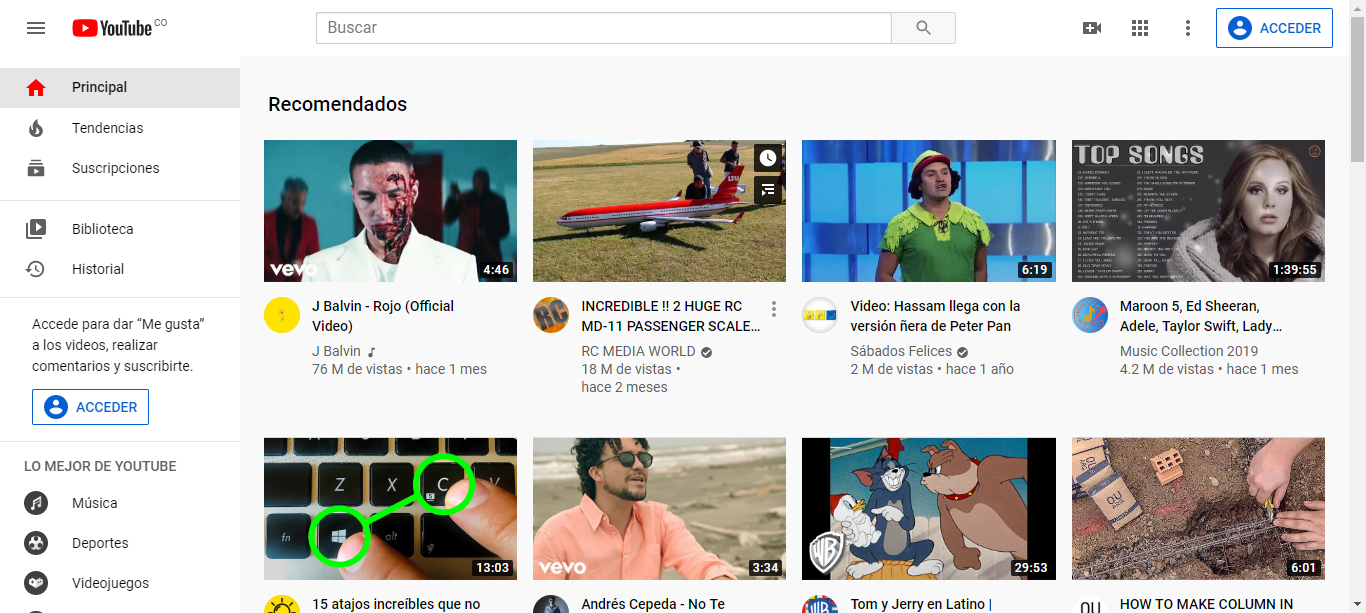 YouTube CO
Buscar
ACCEDER
Principal
Tendencias
Suscripciones
Biblioteca
Historial
Accede para dar “Me gusta”
a los videos, realizar
comentarios y suscribirte.
ACCEDER
LO MEJOR DE YOUTUBE
Música
Deportes
Videojuegos
Recomendados
vevo
4:46
J Balvin - Rojo (Official
Video)
J Balvin
76 M de vistas • hace 1 mes
LTU
INCREDIBLE !! 2 HUGE RC
MD-11 PASSENGER SCALE...
RC
RC MEDIA WORLD
18 M de vistas •
hace 2 meses
6:19
Video: Hassam llega con la
versión ñera de Peter Pan
Sábados Felices
2 M de vistas • hace 1 año
TOP SONGS
1:39:55
Maroon 5, Ed Sheeran,
Adele, Taylor Swift, Lady...
Music Collection 2019
4.2 M de vistas • hace 1 mes
Z X C V
S
fn alt
13:03
15 atajos increíbles que no
vevo
3:34
Andrés Cepeda - No Te
WB
29:53
Tom y Jerry en Latino |
OU
OU
6:01
OU
HOW TO MAKE COLUMN IN